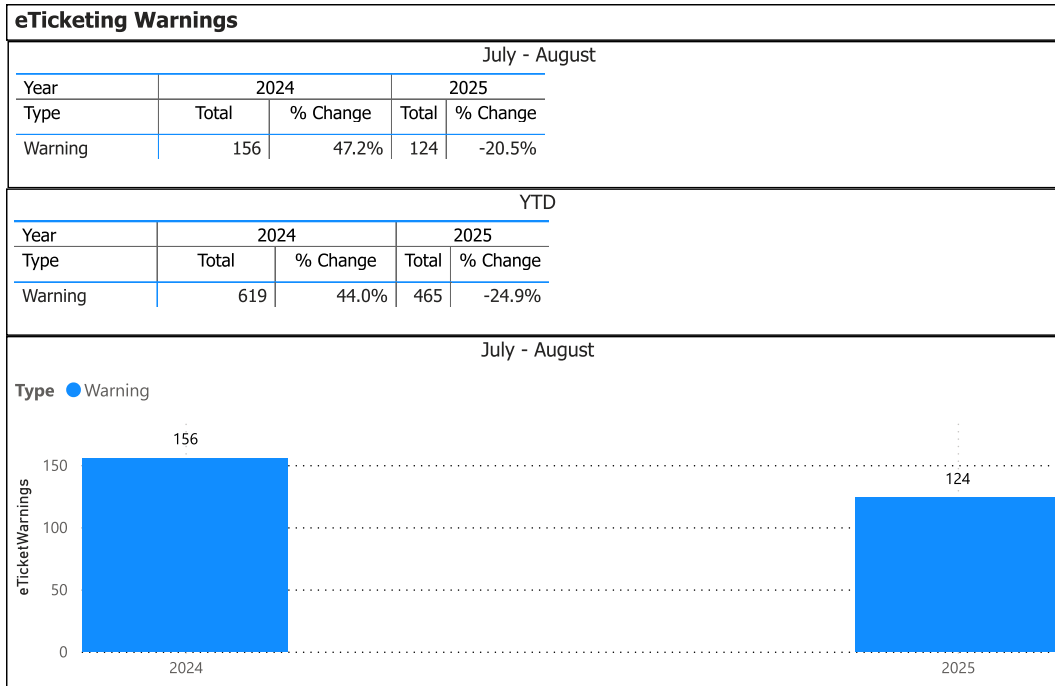 eTicketing Warnings
July - August
Year 2024 2025
Type Total % Change Total % Change
Warning 156 47.2% 124 -20.5%
YTD
Year 2024 2025
Type Total % Change Total % Change
Warning 619 44.0% 465 -24.9%
July - August
Type Warning
156
124
150
100
50
0
eTicketWarnings
2024 2025